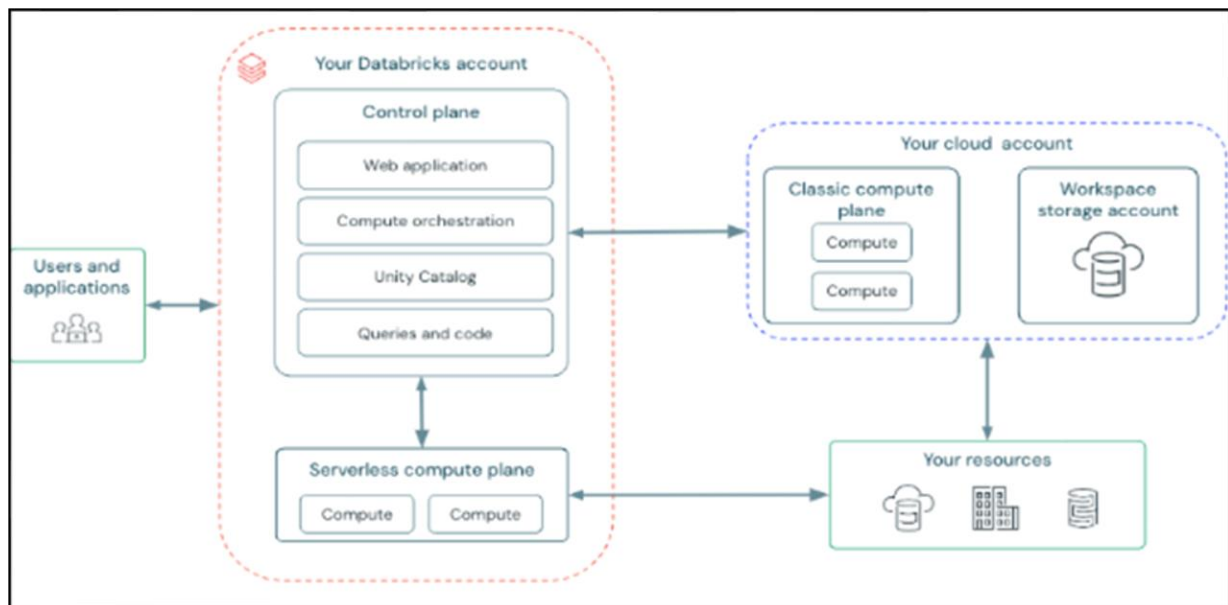 Your Databricks account
Control plane
Web application
Compute orchestration
Unity Catalog
Queries and code
Users and
applications
Serverless compute plane
Compute
Compute
Your cloud account
Classic compute
plane
Compute
Compute
Workspace
storage account
Your resources